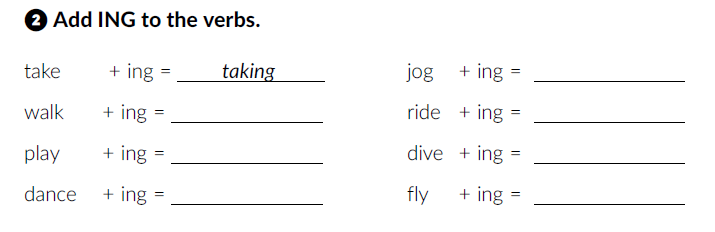 2 Add ING to the verbs.
take + ing = taking
walk + ing =
play + ing =
dance + ing =
jog + ing =
ride + ing =
dive + ing =
fly + ing =